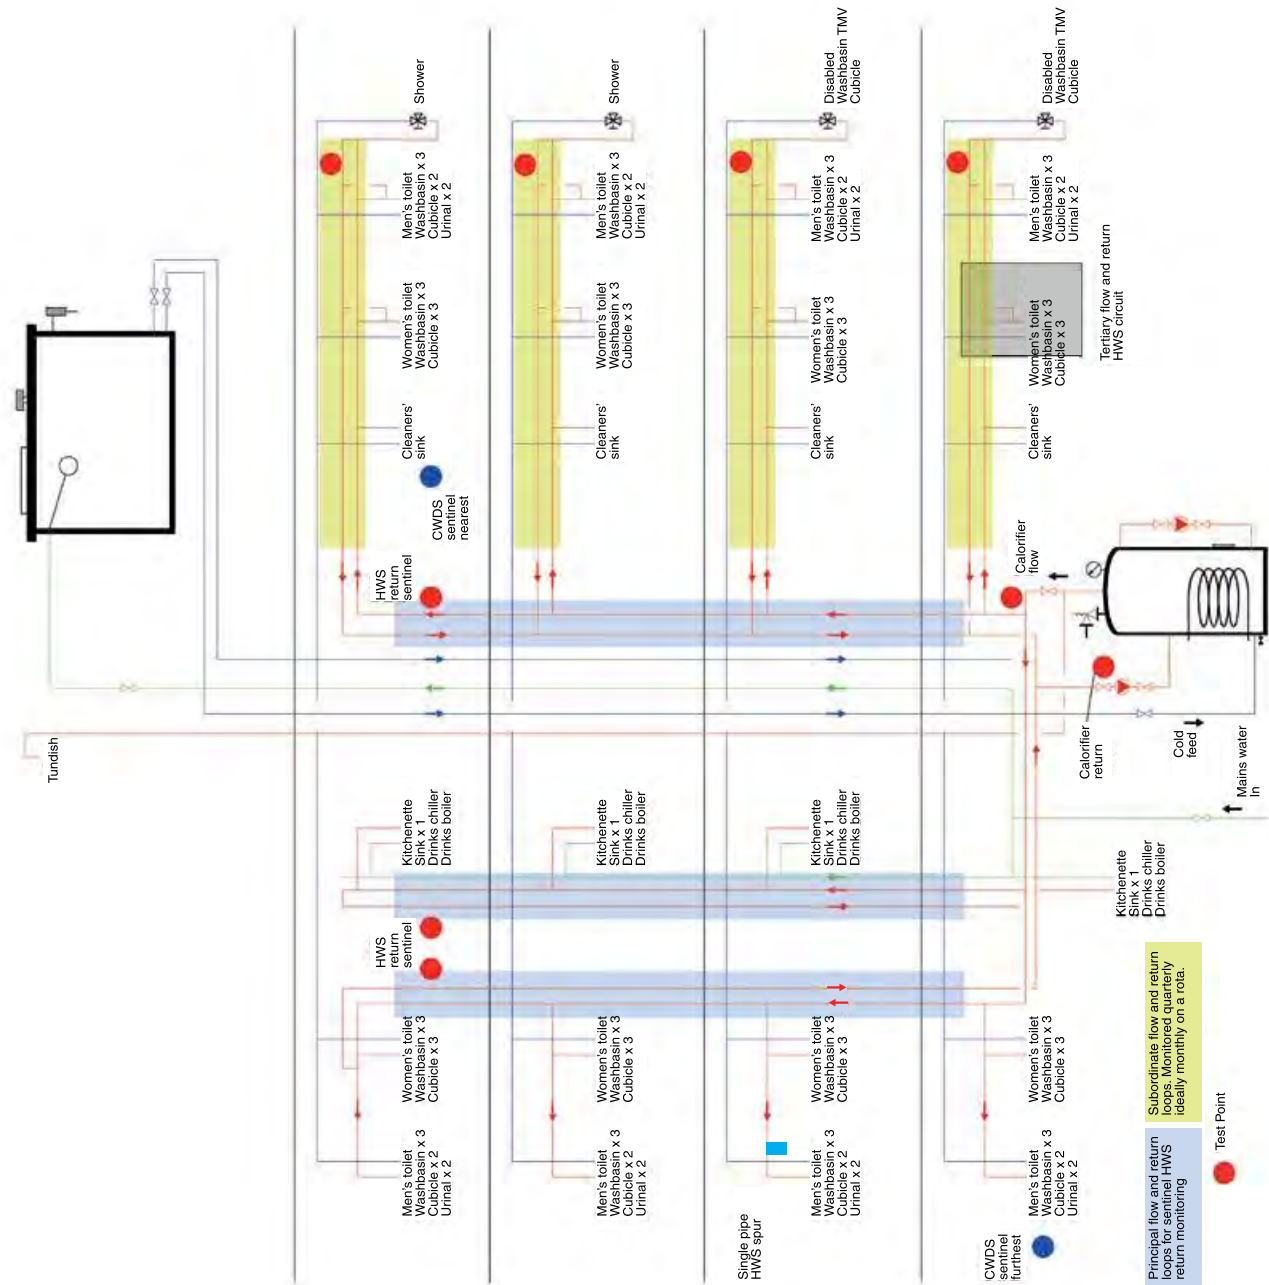 Shower
Men's toilet
Washbasin x 3
Cubicle x 2
Urinal x 2
Women's toilet
Washbasin x 3
Cubicle x 3
Cleaners'
sink
CWDS
sentinel
nearest
HWS
return
sentinel
Kitchenette
Sink x 1
Drinks chiller
Drinks boiler
HWS
return
sentinel
Women's toilet
Washbasin x 3
Cubicle x 3
Men's toilet
Washbasin x 3
Cubicle x 2
Urinal x 2
Shower
Men's toilet
Washbasin x 3
Cubicle x 2
Urinal x 2
Women's toilet
Washbasin x 3
Cubicle x 3
Cleaners'
sink
Kitchenette
Sink x 1
Drinks chiller
Drinks boiler
Women's toilet
Washbasin x 3
Cubicle x 3
Men's toilet
Washbasin x 3
Cubicle x 2
Urinal x 2
Disabled
Washbasin TMV
Cubicle
Men's toilet
Washbasin x 3
Cubicle x 2
Urinal x 2
Women's toilet
Washbasin x 3
Cubicle x 3
Cleaners'
sink
Kitchenette
Sink x 1
Drinks chiller
Drinks boiler
Women's toilet
Washbasin x 3
Cubicle x 3
Men's toilet
Washbasin x 3
Cubicle x 2
Urinal x 2
Single pipe
HWS spur
Disabled
Washbasin TMV
Cubicle
Men's toilet
Washbasin x 3
Cubicle x 2
Urinal x 2
Women's toilet
Washbasin x 3
Cubicle x 3
Tertiary flow and return
HWS circuit
Cleaners'
sink
Calorifier
flow
Calorifier
return
Cold
feed
Mains water
In
Tundish
Kitchenette
Sink x 1
Drinks chiller
Drinks boiler
Women's toilet
Washbasin x 3
Cubicle x 3
Men's toilet
Washbasin x 3
Cubicle x 2
Urinal x 2
CWDS
sentinel
furthest
Principal flow and return
loops for sentinel HWS
return monitoring
Subordinate flow and return
loops. Monitored quarterly
ideally monthly on a rota.
Test Point